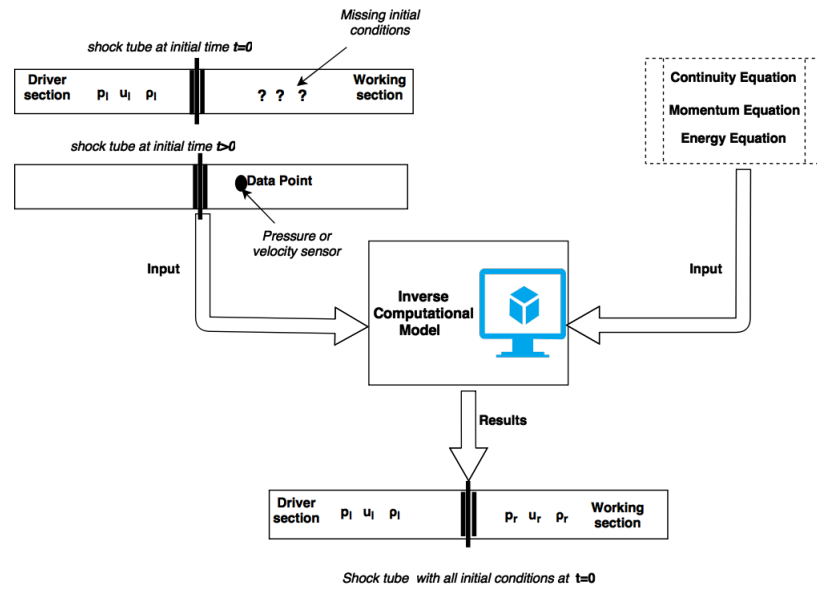 Missing initial
conditions
shock tube at initial time t=0
Driver
section
pl ul ρl
? ? ?
Working
section
shock tube at initial time t>0
Data Point
Pressure or
velocity sensor
Continuity Equation
Momentum Equation
Energy Equation
Input
Input
Inverse
Computational
Model
Results
Driver
section
pl ul ρl
pr ur ρr
Working
section
Shock tube with all initial conditions at t=0